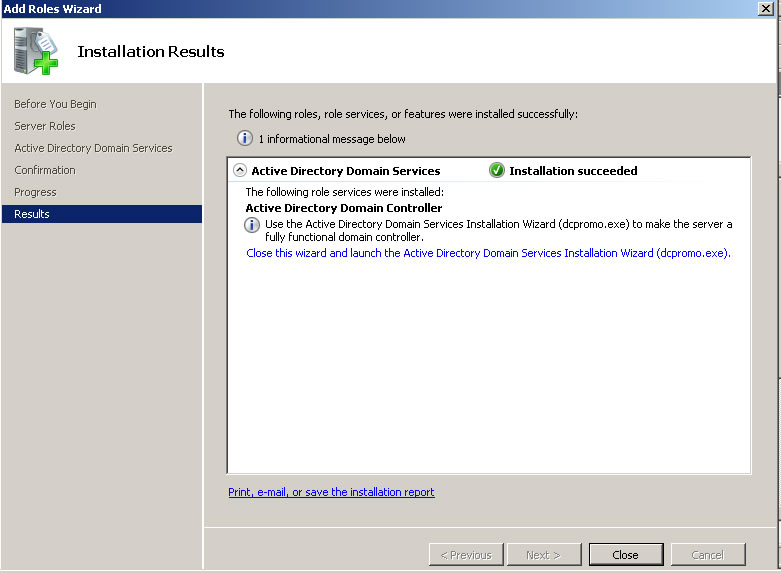 Add Roles Wizard
Installation Results
Before You Begin
Server Roles
Active Directory Domain Services
Confirmation
Progress
Results
The following roles, role services, or features were installed successfully:
1 informational message below
Active Directory Domain Services Installation succeeded
The following role services were installed:
Active Directory Domain Controller
Use the Active Directory Domain Services Installation Wizard (dcpromo.exe) to make the server a
fully functional domain controller.
Close this wizard and launch the Active Directory Domain Services Installation Wizard (dcpromo.exe).
Print, e-mail, or save the installation report
< Previous Next > Close Cancel